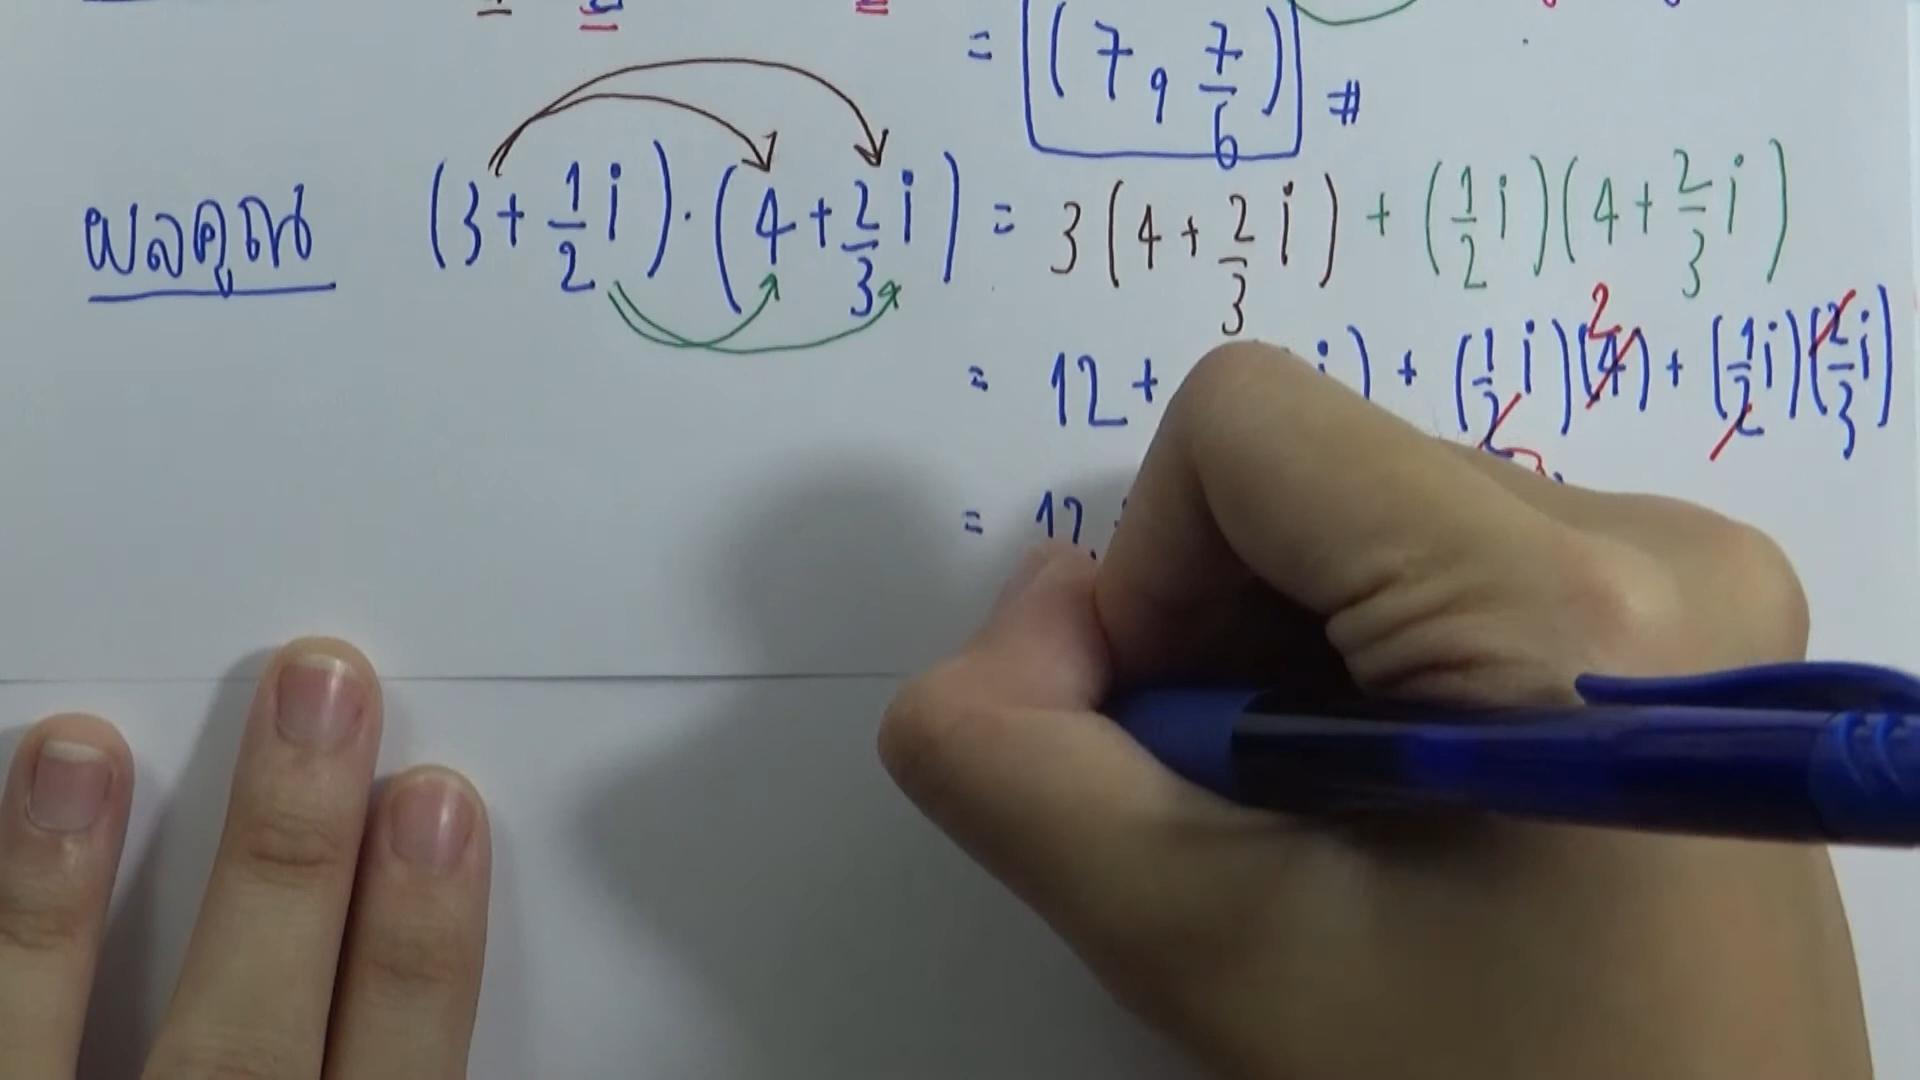 = (7, 7/6) #
ผลคูณ (3 + 1/2 i) · (4 + 2/3 i) = 3(4 + 2/3 i) + (1/2 i)(4 + 2/3 i)
= 12 + i) + (1/2 i)(4) 2 + (1/2 i)(2/3 i)
= 12